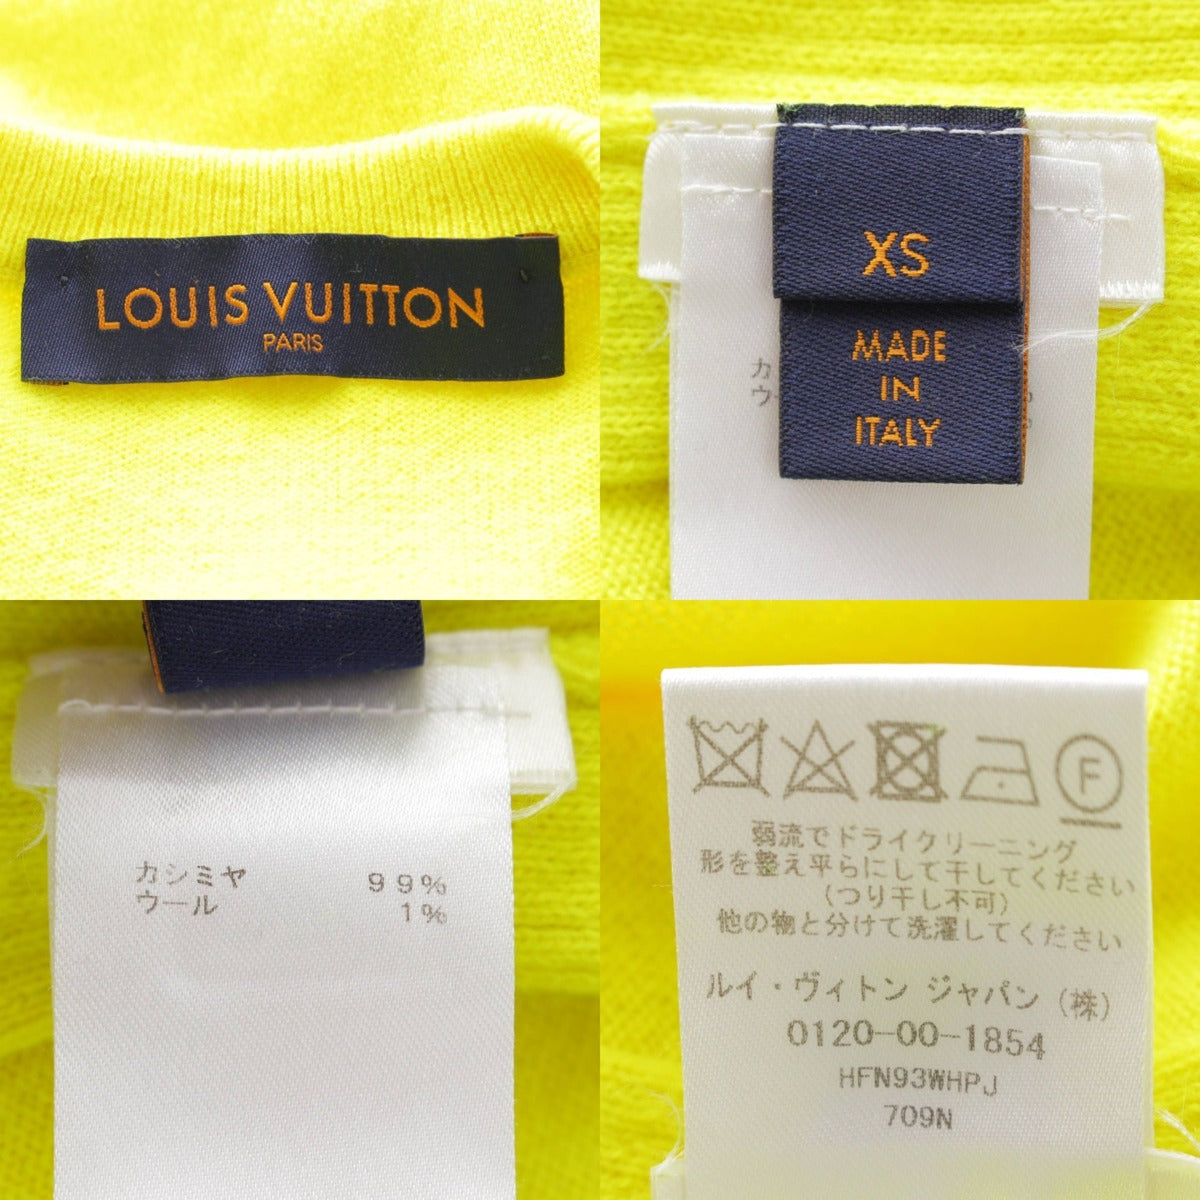 LOUIS VUITTON
PARIS
XS
MADE
IN
ITALY
カ
ウ
カシミヤ 99%
ウール 1%
F
弱流でドライクリーニング
形を整え平らにして干してください
(つり干し不可)
他の物と分けて洗濯してください
ルイ・ヴィトン ジャパン (株)
0120-00-1854
HFN93WHPJ
709N